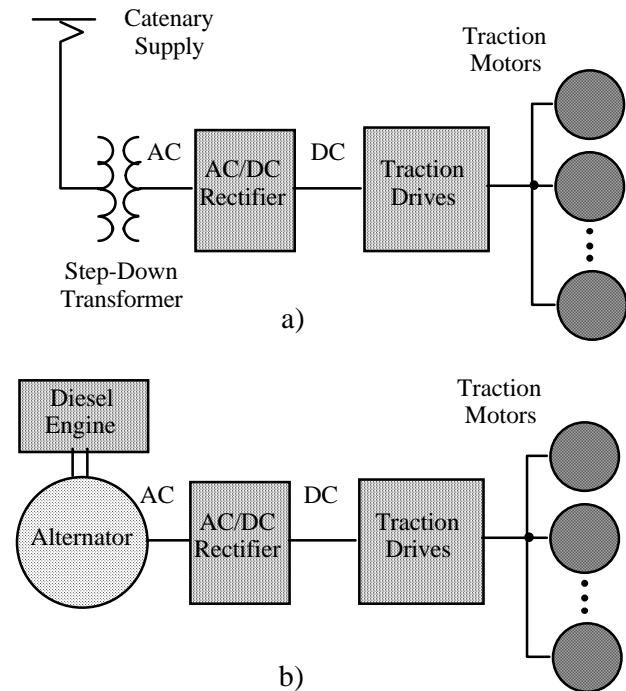 Catenary
Supply
Traction
Motors
AC
AC/DC
Rectifier
DC
Traction
Drives
Step-Down
Transformer
a)
Diesel
Engine
Traction
Motors
Alternator
AC
AC/DC
Rectifier
DC
Traction
Drives
b)